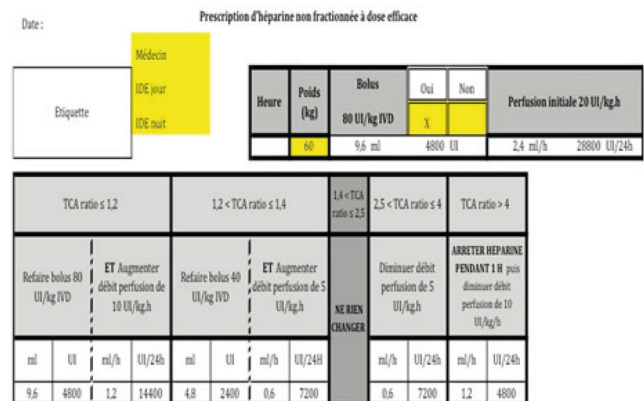 Prescription d'héparine non fractionnée à dose efficace
Date :
Médecin
IDE jour
IDE nuit
Etiquette
Heure
Poids
(kg)
Bolus
80 UI/kg IVD
Oui
Non
X
Perfusion initiale 20 UI/kg.h
60
9,6 ml
4800 UI
2,4 ml/h
28800 UI/24h
TCA ratio ≤ 1,2
1,2 < TCA ratio ≤ 1,4
1,4 < TCA
ratio ≤ 2,5
2,5 < TCA ratio ≤ 4
TCA ratio > 4
Refaire bolus 80
UI/kg IVD
ET Augmenter
débit perfusion de
10 UI/kg.h
Refaire bolus 40
UI/kg IVD
ET Augmenter
débit perfusion de 5
UI/kg.h
NE RIEN
CHANGER
Diminuer débit
perfusion de 5
UI/kg.h
ARRETER HEPARINE
PENDANT 1 H puis
diminuer débit
perfusion de 10
UI/kg/h
ml
UI
ml/h
UI/24h
ml
UI
ml/h
UI/24H
ml/h
UI/24h
ml/h
UI/24h
9,6
4800
1,2
14400
4,8
2400
0,6
7200
0,6
7200
1,2
4800